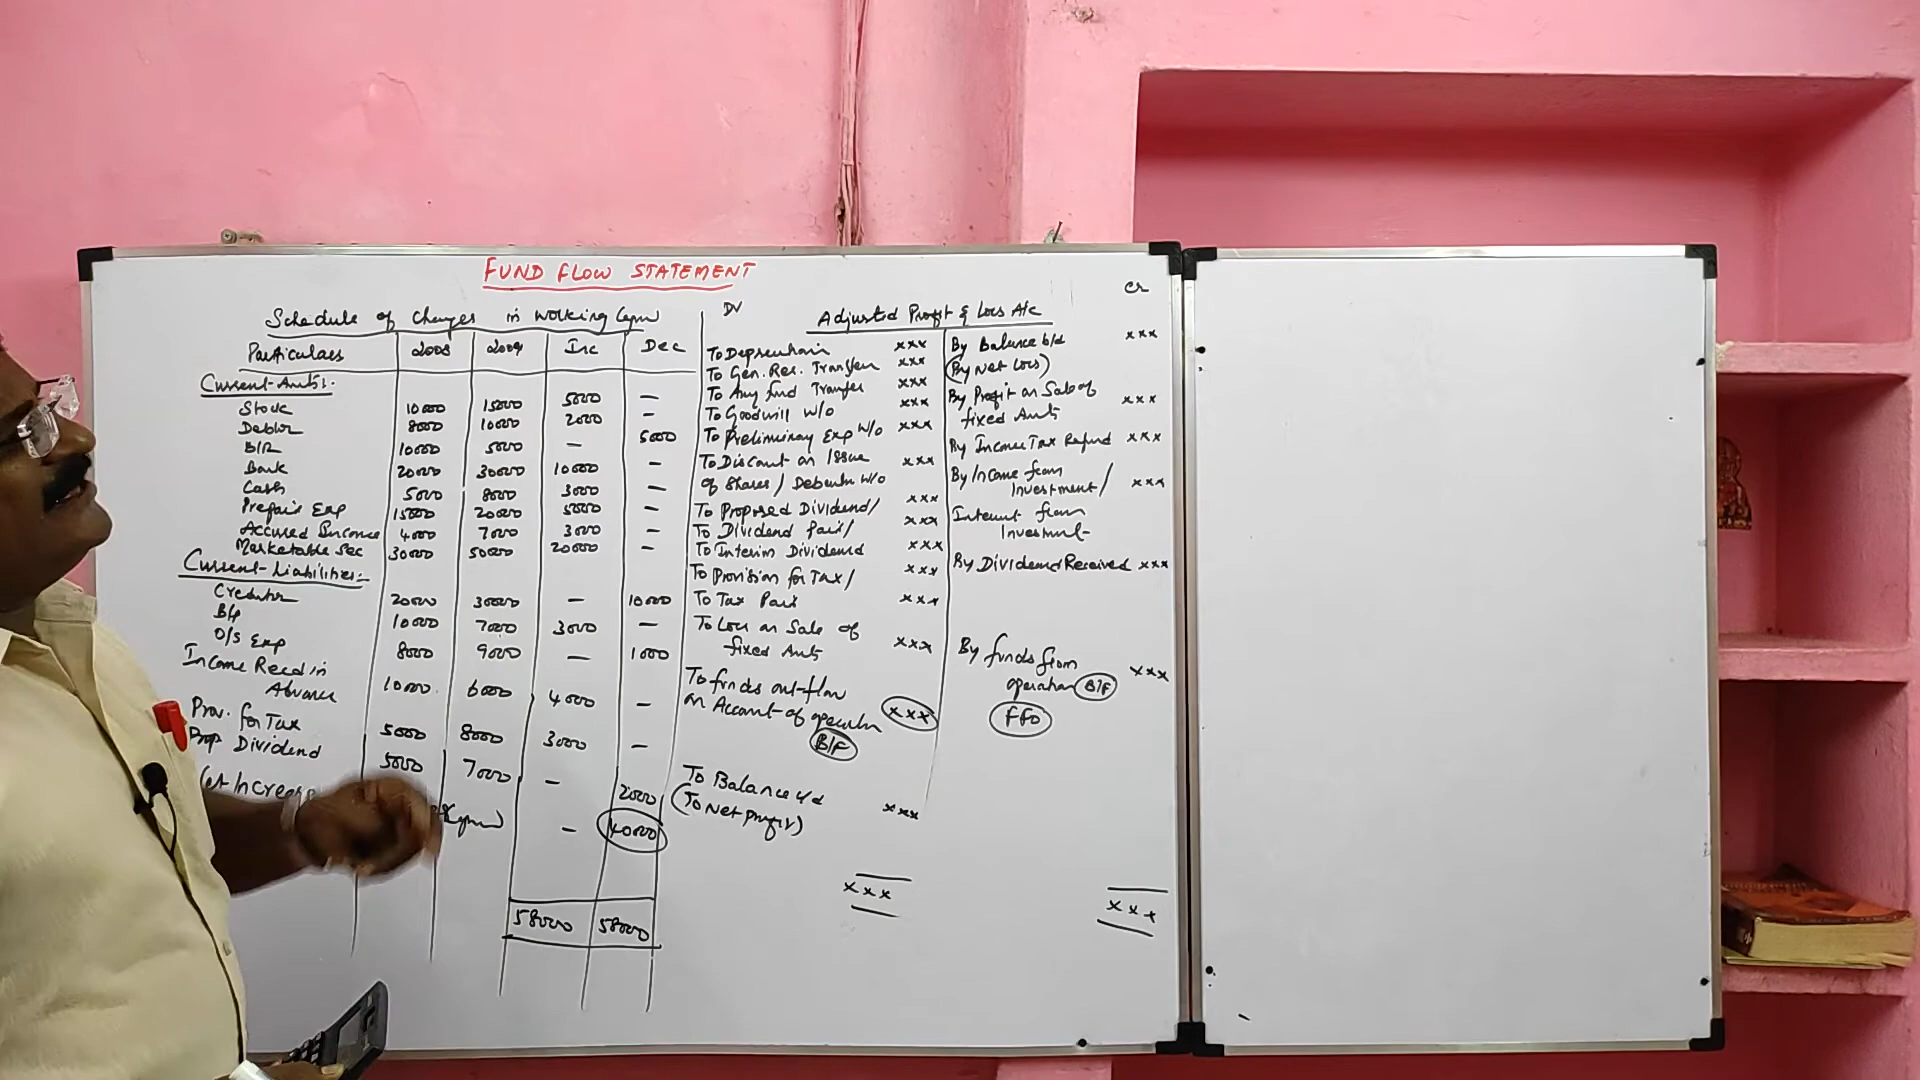 FUND FLOW STATEMENT
Schedule of Changes in Working
Particulars 2008 2009 Inc Dec
Current
Stock 10000 15000 5000 —
Debtor 8000 10000 2000 —
B/R 10000 5000 — 5000
Bank 20000 30000 10000 —
Cash 5000 8000 3000 —
Exp 15000 20000 5000 —
Income 4000 7000 3000 —
Marketable Sec 30000 50000 20000 —
Current Liabilities:-
Creditor 20000 30000 — 10000
B/P 10000 7000 3000 —
O/S Exp 8000 9000 — 1000
Income Recd in
Advance 10000 6000 4000 —
Prov. for Tax 5000 8000 3000 —
Dividend 5000 7000 — 2000
Increase
— 40000
58000 58000
Dr Adjusted Profit & Loss A/c Cr
To Depreciation xxx
To Gen. Res. Transfer xxx
To Any Fund Transfer xxx
To Goodwill w/o xxx
To Preliminary Exp w/o xxx
To Discount on Issue
of Shares / Debentu w/o xxx
To Proposed Dividend/ xxx
To Dividend Paid/ xxx
To Interim Dividend xxx
To Provision for Tax/ xxx
To Tax Paid xxx
To Loss on Sale of
fixed xxx
To funds out-flow
on Account of operation xxx
B/F
To Balance c/d
(To Net Profit) xxx
xxx
By Balance b/d xxx
(By Net Loss)
By Profit on Sale of
fixed xxx
By Income Tax Refund xxx
By Income from
Investment/ xxx
Interest from
Investment
By Dividend Received xxx
By funds from
operation B/F xxx
FFO
xxx